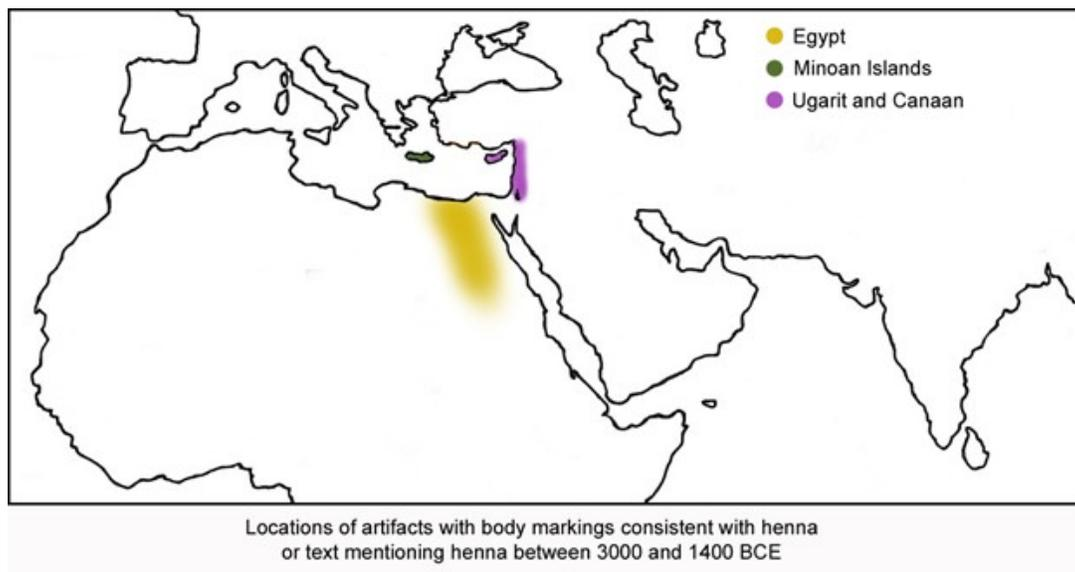 Egypt
Minoan Islands
Ugarit and Canaan
Locations of artifacts with body markings consistent with henna
or text mentioning henna between 3000 and 1400 BCE